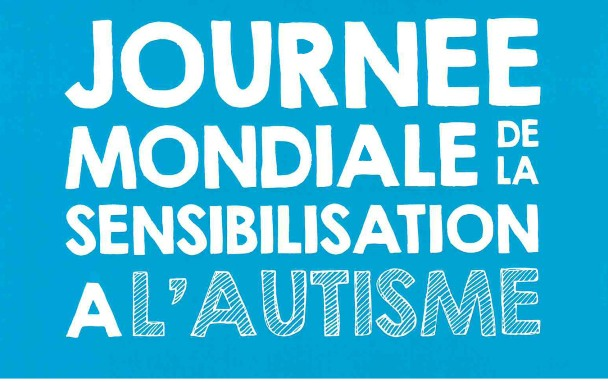 JOURNEE
MONDIALE DE LA
SENSIBILISATION
A L'AUTISME